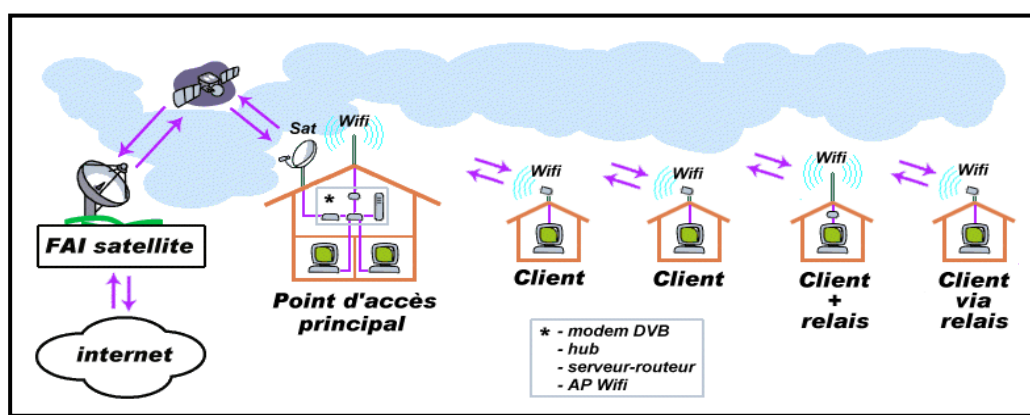 Sat
Wifi
*
FAI satellite
internet
Point d'accès
principal
Wifi
Client
Wifi
Client
Wifi
Client
+
relais
Wifi
Client
via
relais
* - modem DVB
- hub
- serveur-routeur
- AP Wifi